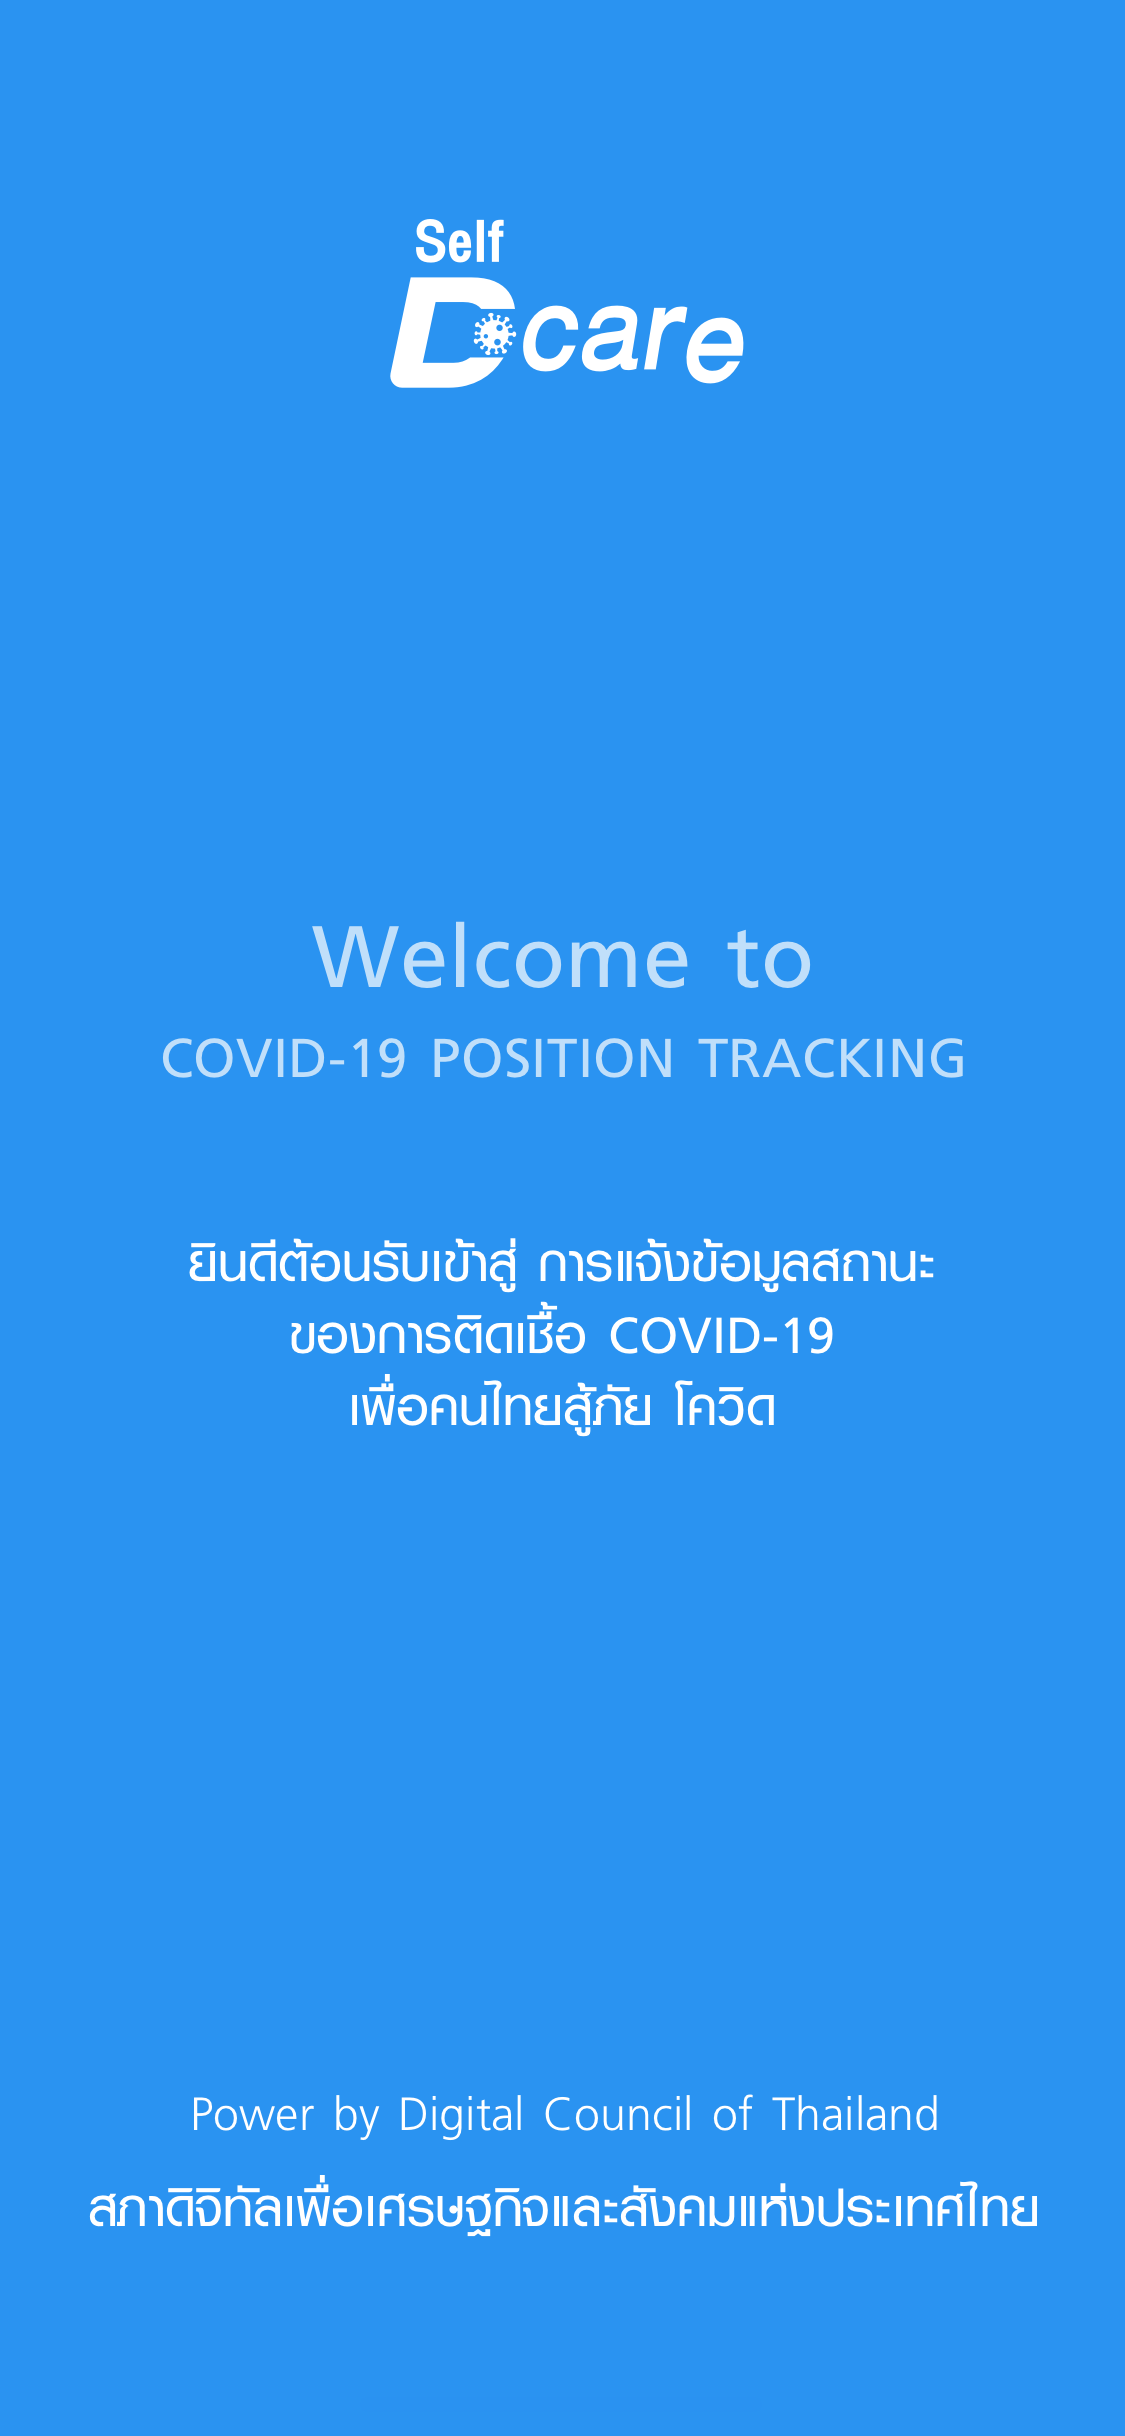 Self
Dcare
Welcome to
COVID-19 POSITION TRACKING
ยินดีต้อนรับเข้าสู่ การแจ้งข้อมูลสถานะ
ของการติดเชื้อ COVID-19
เพื่อคนไทยสู้ภัย โควิด
Power by Digital Council of Thailand
สภาดิจิทัลเพื่อเศรษฐกิจและสังคมแห่งประเทศไทย